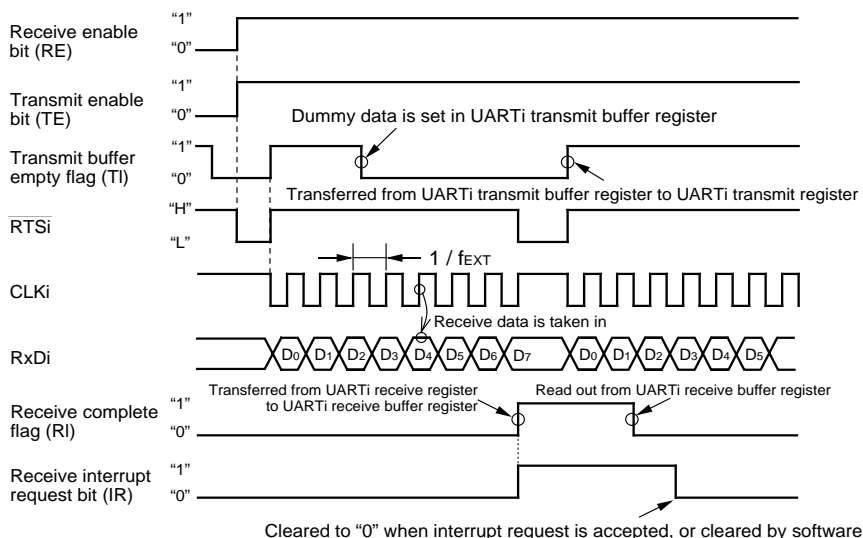 Receive enable
bit (RE)
“1”
“0”
Transmit enable
bit (TE)
“1”
“0”
Dummy data is set in UARTi transmit buffer register
Transmit buffer
empty flag (Tl)
“1”
“0”
Transferred from UARTi transmit buffer register to UARTi transmit register
RTSi
“H”
“L”
1 / fEXT
CLKi
Receive data is taken in
RxDi
D0 D1 D2 D3 D4 D5 D6 D7 D0 D1 D2 D3 D4 D5
Transferred from UARTi receive register
to UARTi receive buffer register
Read out from UARTi receive buffer register
Receive complete
flag (Rl)
“1”
“0”
Receive interrupt
request bit (IR)
“1”
“0”
Cleared to “0” when interrupt request is accepted, or cleared by software